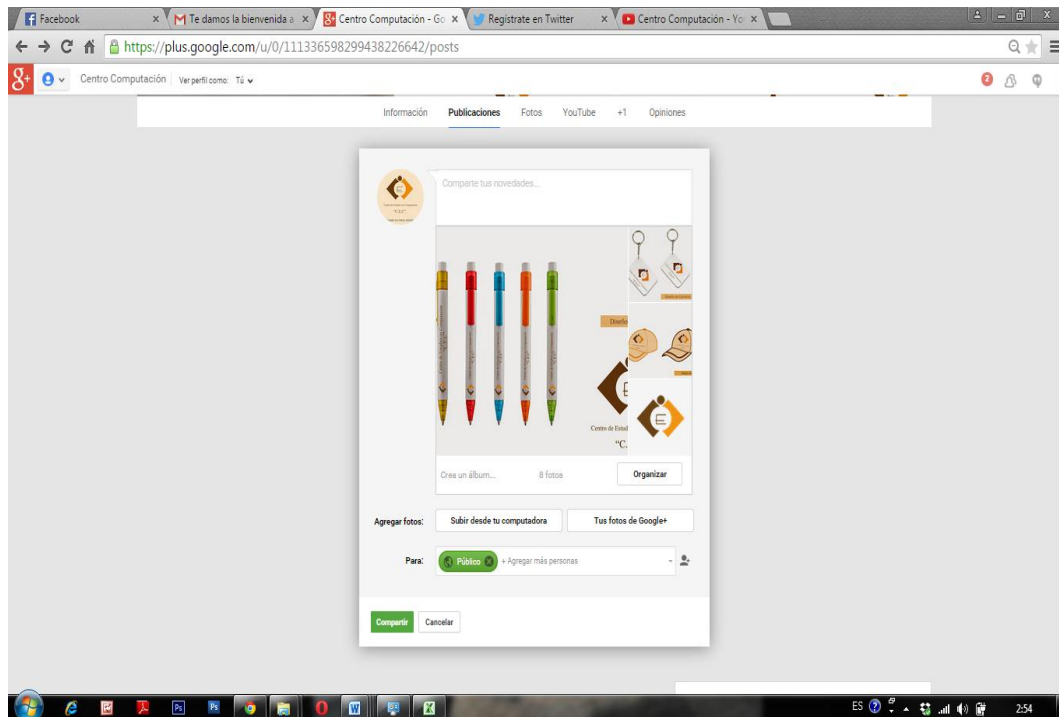 Facebook
Te damos la bienvenida a
Centro Computación - Go
Registrate en Twitter
Centro Computación - Yo
https://plus.google.com/u/0/111336598299438226642/posts
Centro Computación Ver perfil como: Tú
2
Información Publicaciones Fotos YouTube +1 Opiniones
Comparte tus novedades...
Diseño
Centro de Estud
"C.
Crea un álbum... 8 fotos Organizar
Agregar fotos: Subir desde tu computadora Tus fotos de Google+
Para: Público + Agregar más personas
Compartir Cancelar
ES 2:54